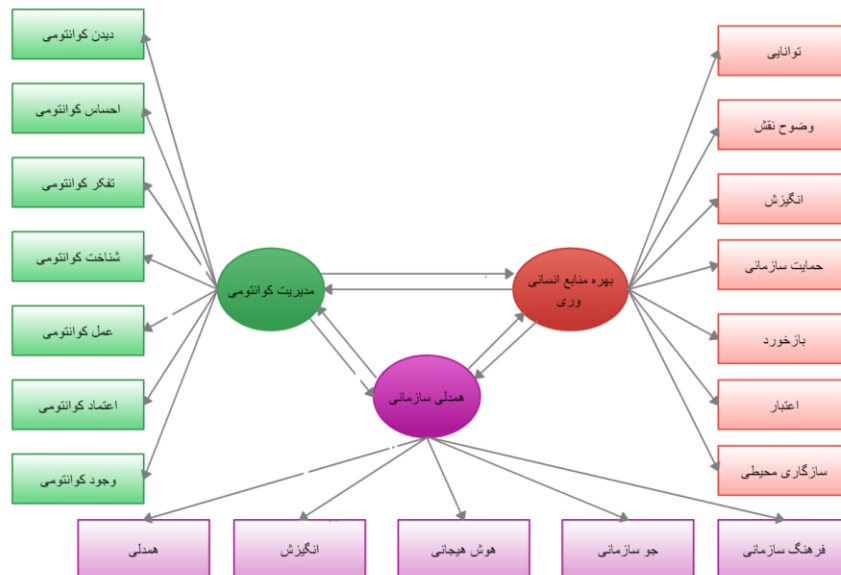 دیدن کوانتومی
احساس کوانتومی
تفکر کوانتومی
شناخت کوانتومی
عمل کوانتومی
اعتماد کوانتومی
وجود کوانتومی
مدیریت کوانتومی
بهره منابع انسانی
وری
همدلی سازمانی
توانایی
وضوح نقش
انگیزش
حمایت سازمانی
بازخورد
اعتبار
سازگاری محیطی
همدلی
انگیزش
هوش هیجانی
جو سازمانی
فرهنگ سازمانی